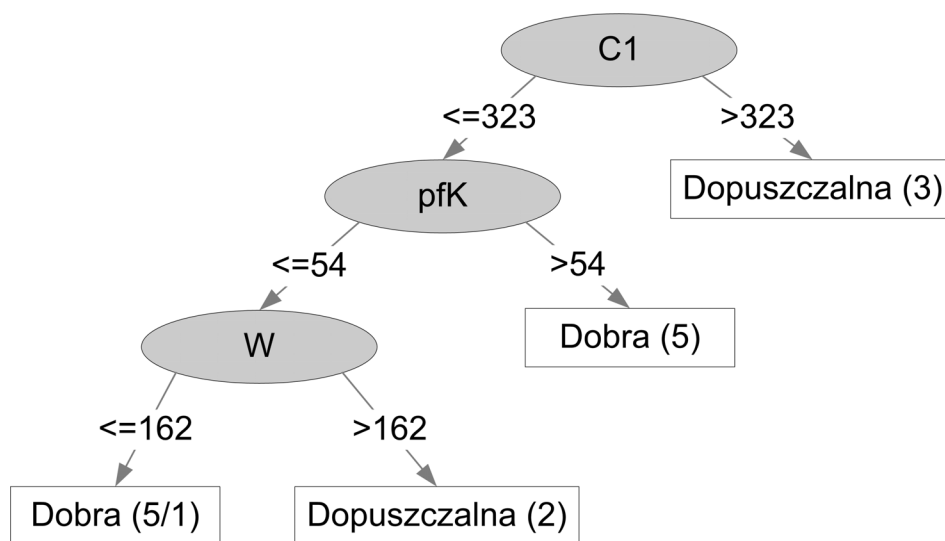 C1
<=323
>323
pfK
Dopuszczalna (3)
<=54
>54
W
Dobra (5)
<=162
>162
Dobra (5/1)
Dopuszczalna (2)